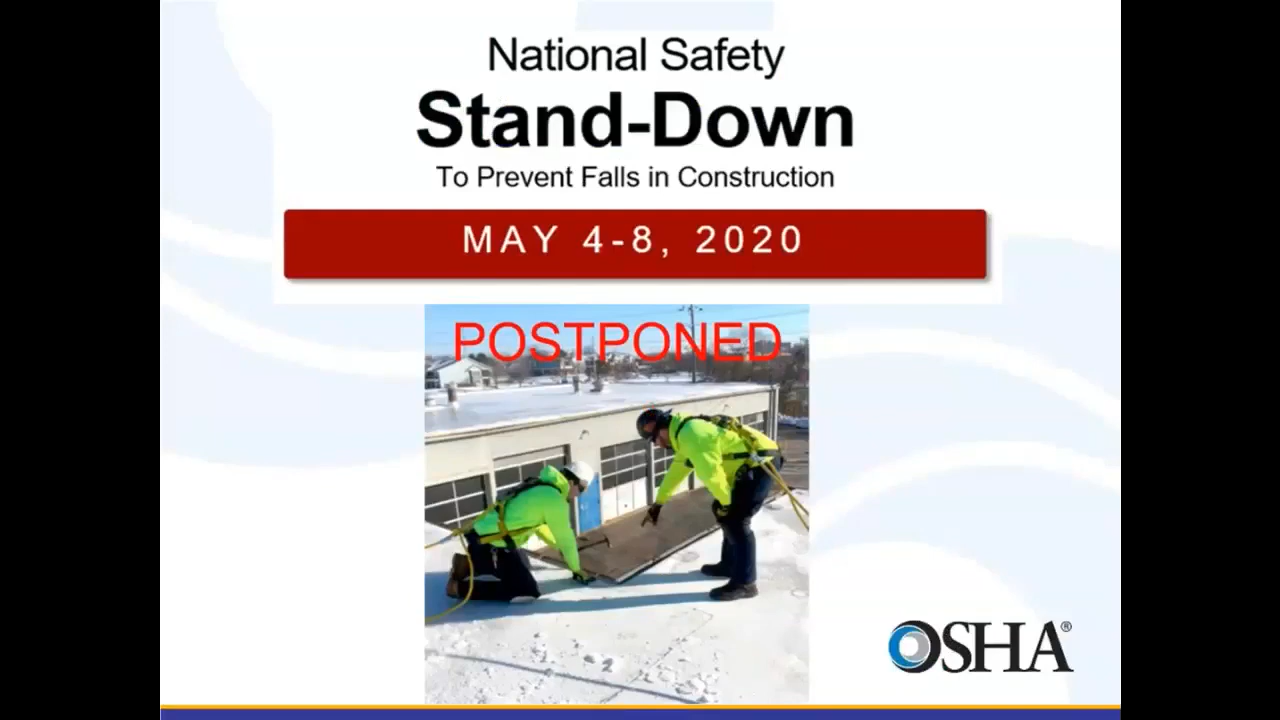 National Safety
Stand-Down
To Prevent Falls in Construction
MAY 4-8, 2020
POSTPONED
OSHA®